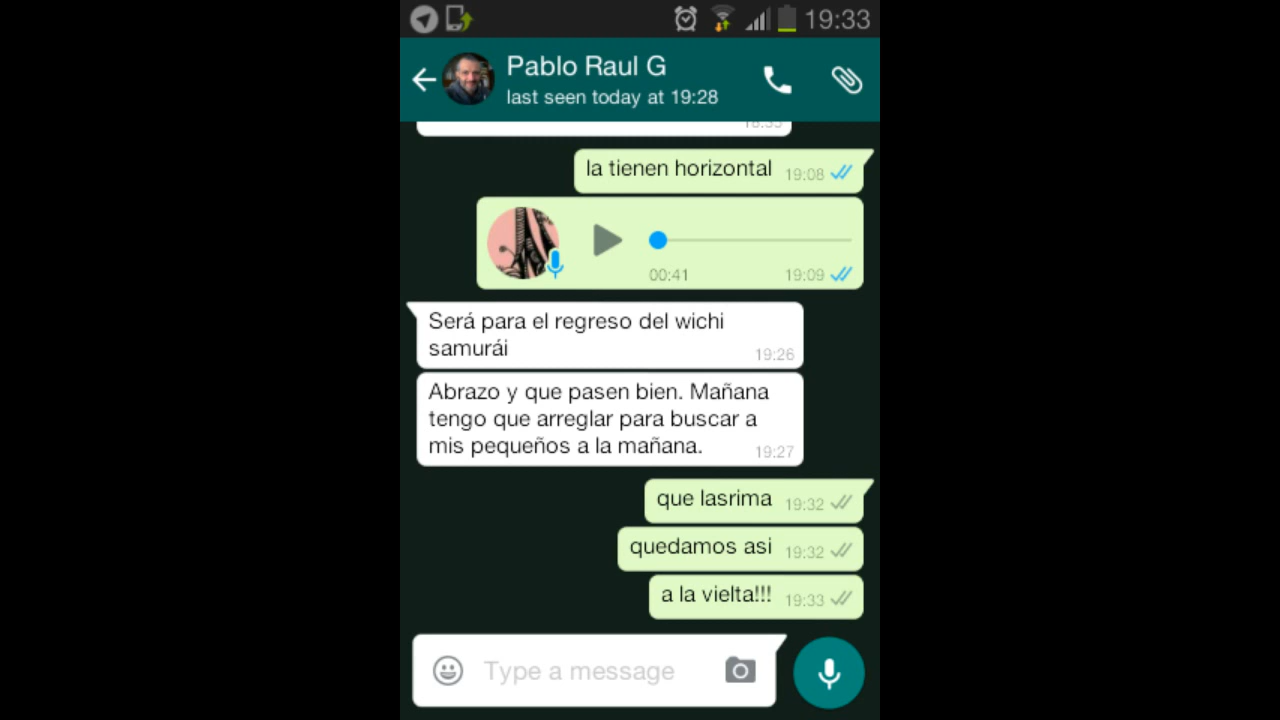 19:33
Pablo Raul G
last seen today at 19:28
18:55
la tienen horizontal 19:08
00:41 19:09
Será para el regreso del wichi
samurái 19:26
Abrazo y que pasen bien. Mañana
tengo que arreglar para buscar a
mis pequeños a la mañana. 19:27
que lasrima 19:32
quedamos asi 19:32
a la vielta!!! 19:33
Type a message